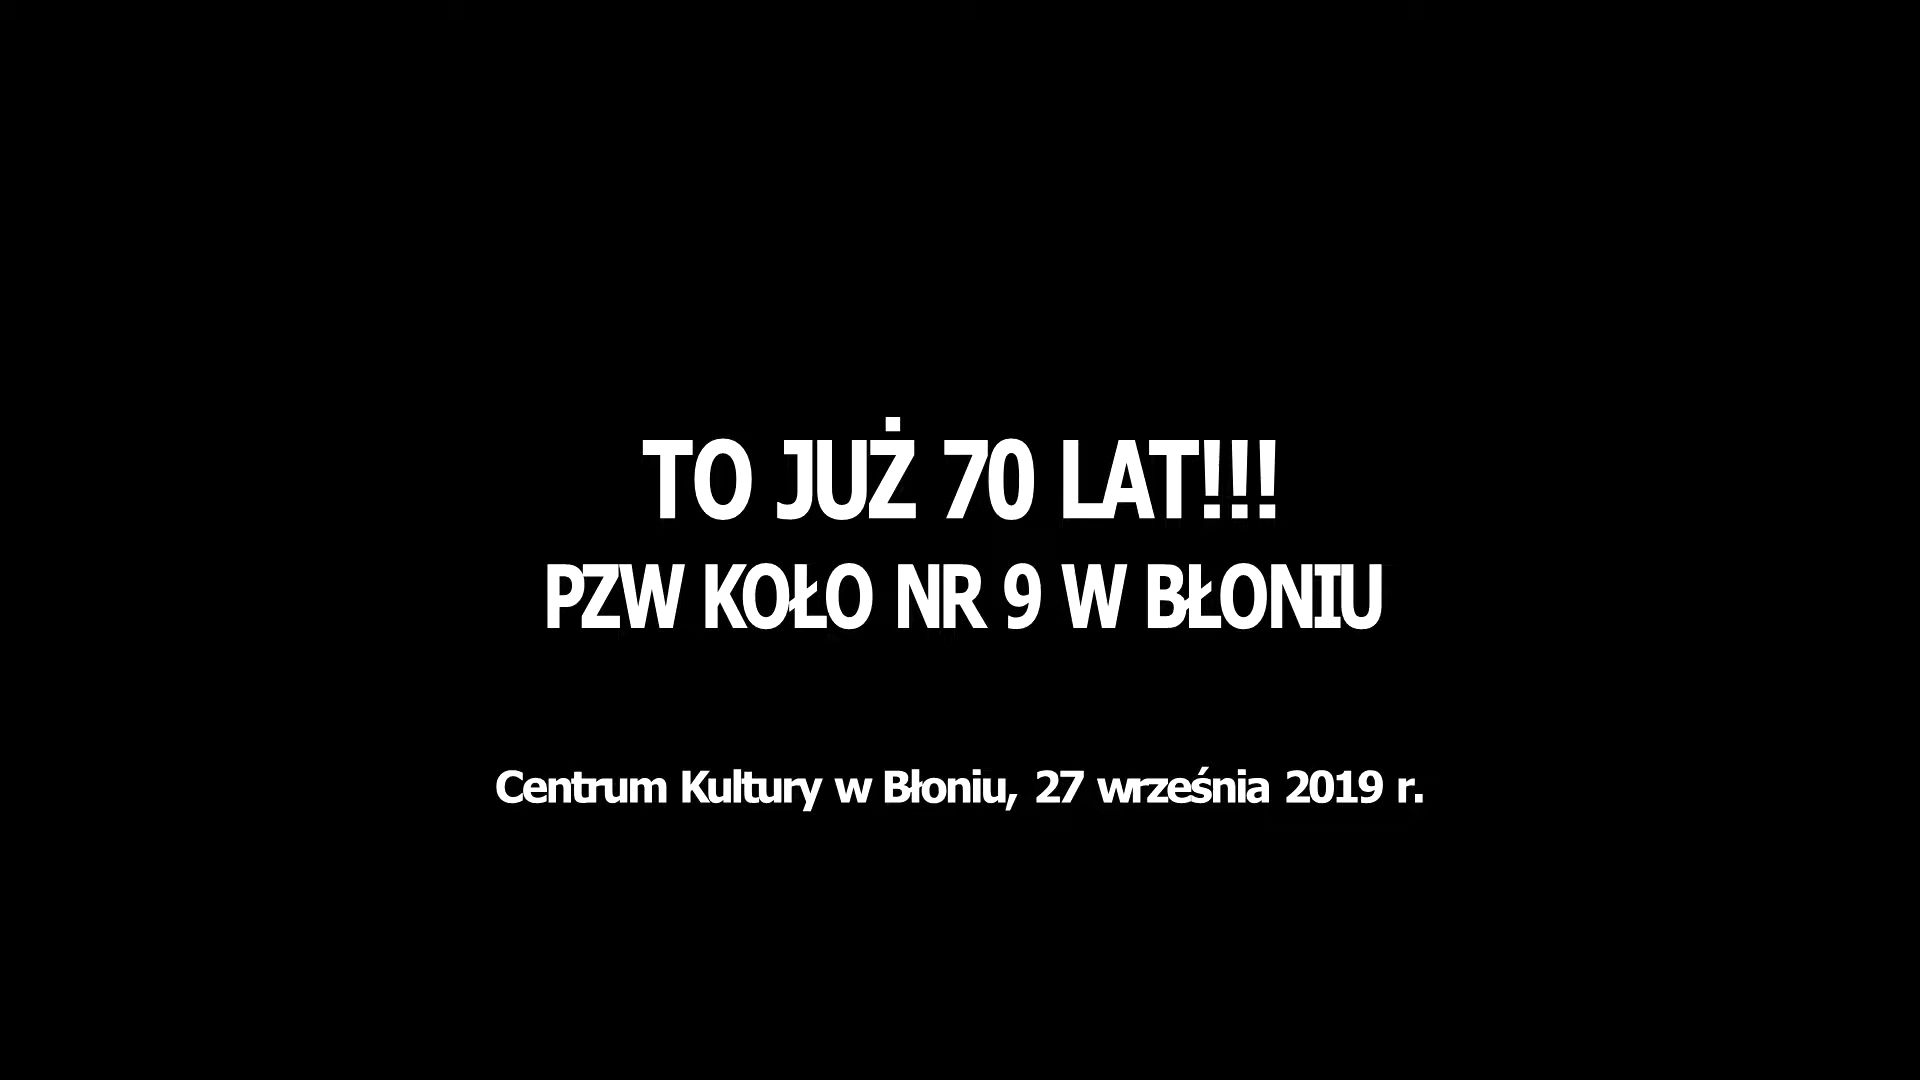 TO JUŻ 70 LAT!!!
PZW KOŁO NR 9 W BŁONIU
Centrum Kultury w Błoniu, 27 września 2019 r.